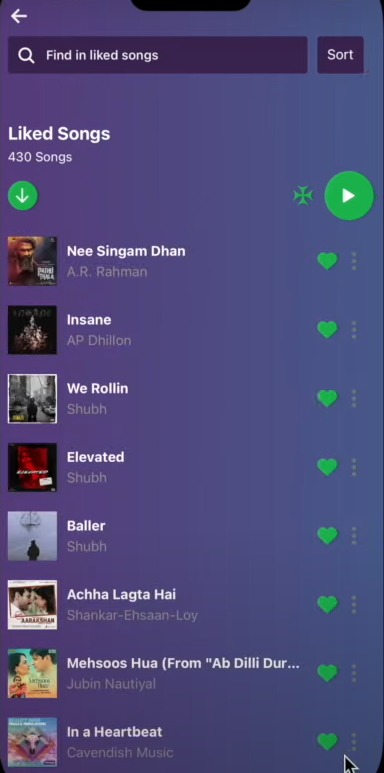 Find in liked songs
Sort
Liked Songs
430 Songs
Nee Singam Dhan
A.R. Rahman
Insane
AP Dhillon
We Rollin
Shubh
Elevated
Shubh
Baller
Shubh
Achha Lagta Hai
AARAKSHAN
Shankar-Ehsaan-Loy
Mehsoos Hua (From "Ab Dilli Dur...
Jubin Nautiyal
In a Heartbeat
Cavendish Music